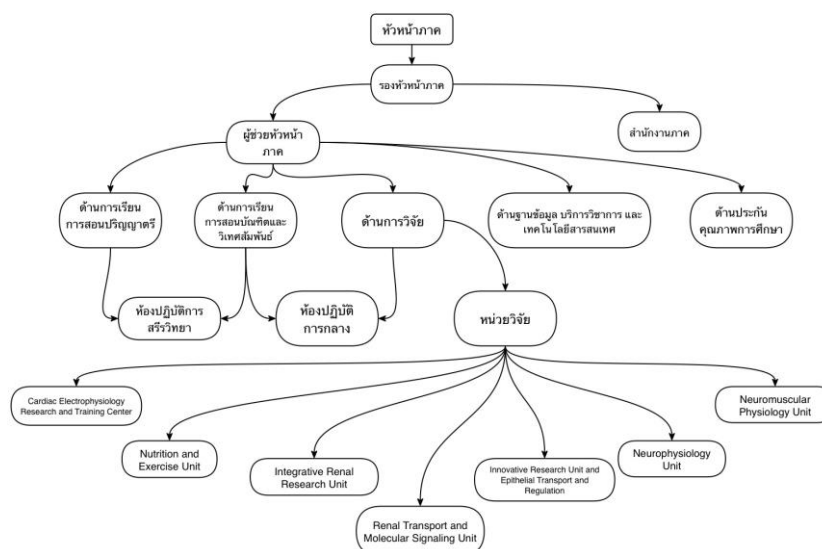 หัวหน้าภาค
รองหัวหน้าภาค
สำนักงานภาค
ผู้ช่วยหัวหน้า
ภาค
ด้านการเรียน
การสอนปริญญาตรี
ด้านการเรียน
การสอนบัณฑิตและ
วิเทศสัมพันธ์
ด้านการวิจัย
ด้านฐานข้อมูล บริการวิชาการ และ
เทคโนโลยีสารสนเทศ
ด้านประกัน
คุณภาพการศึกษา
ห้องปฏิบัติการ
สรีรวิทยา
ห้องปฏิบัติ
การกลาง
หน่วยวิจัย
Cardiac Electrophysiology
Research and Training Center
Nutrition and
Exercise Unit
Integrative Renal
Research Unit
Renal Transport and
Molecular Signaling Unit
Innovative Research Unit and
Epithelial Transport and
Regulation
Neurophysiology
Unit
Neuromuscular
Physiology Unit